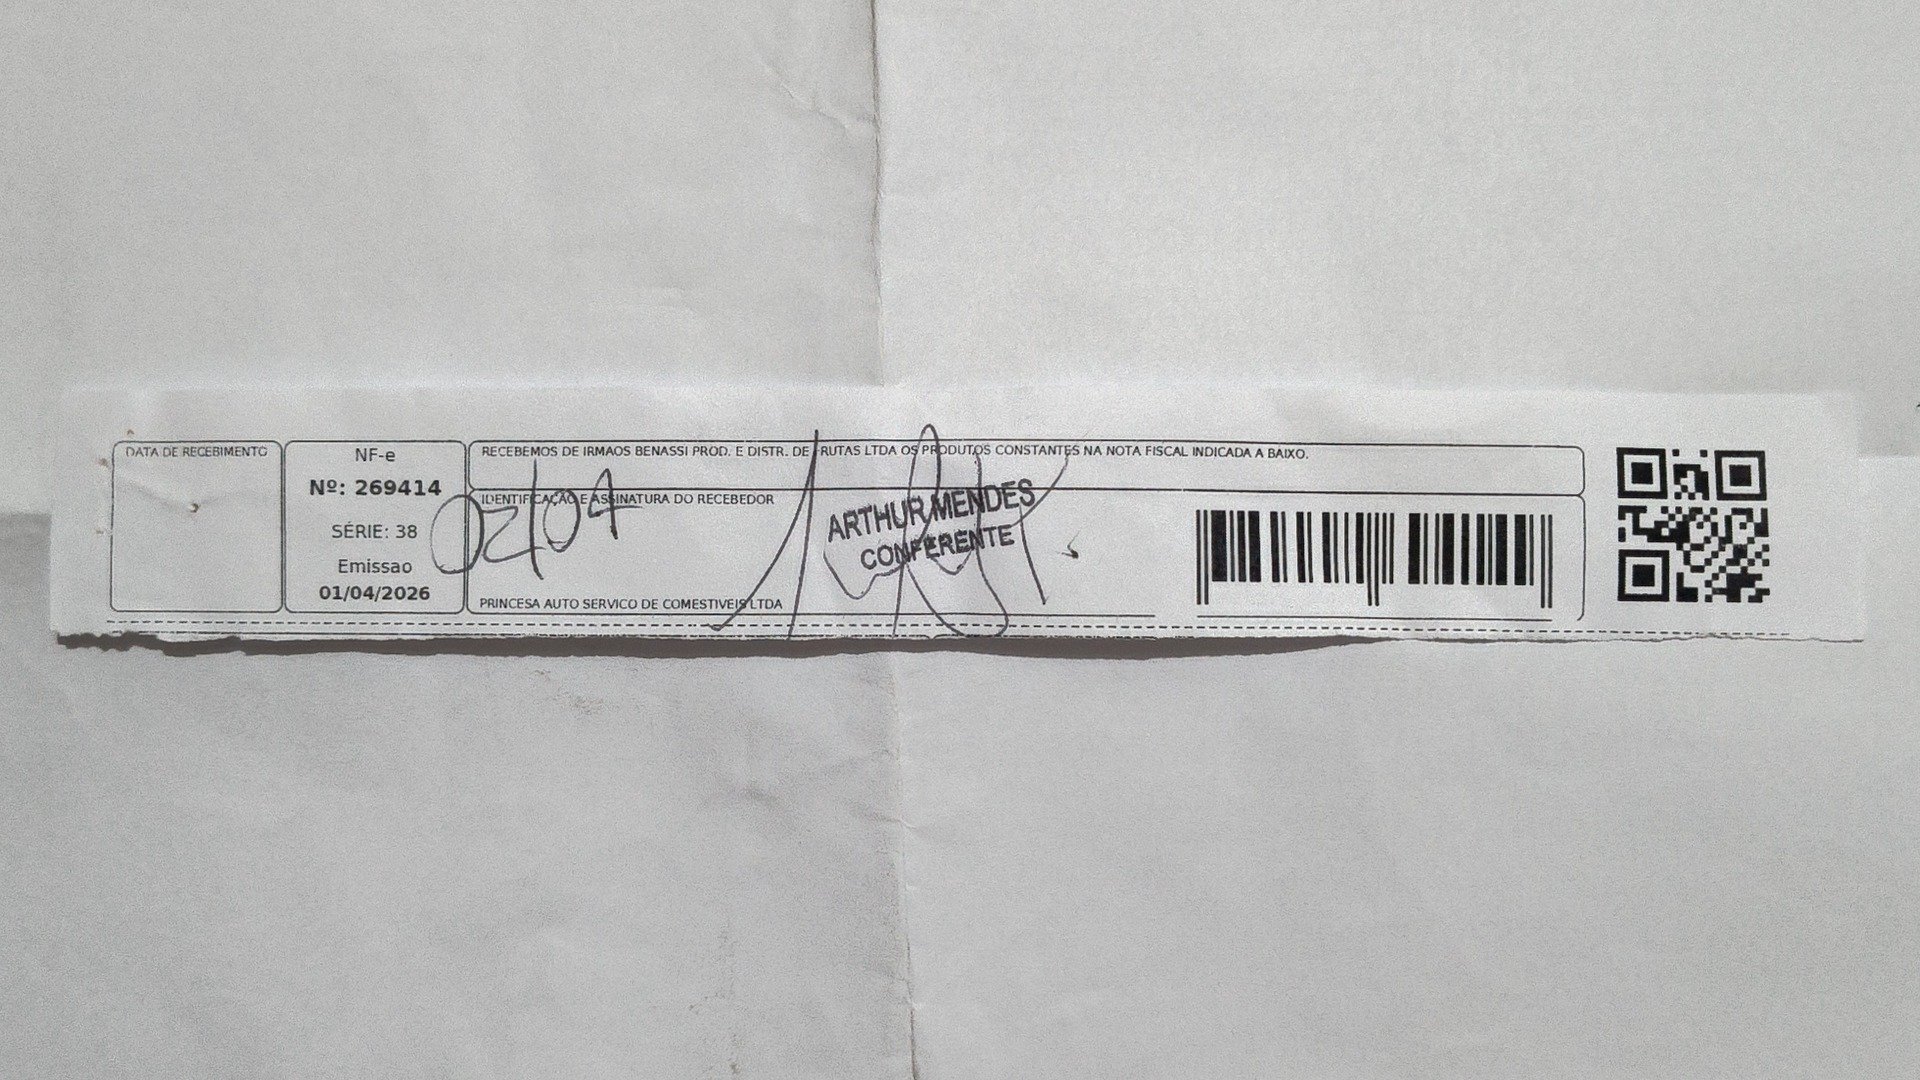 DATA DE RECEBIMENTO
NF-e
Nº: 269414
SÉRIE: 38
Emissao
01/04/2026
RECEBEMOS DE IRMAOS BENASSI PROD. E DISTR. DE FRUTAS LTDA OS PRODUTOS CONSTANTES NA NOTA FISCAL INDICADA A BAIXO.
IDENTIFICAÇÃO E ASSINATURA DO RECEBEDOR
02/04
ARTHUR MENDES
CONFERENTE
PRINCESA AUTO SERVICO DE COMESTIVEIS LTDA